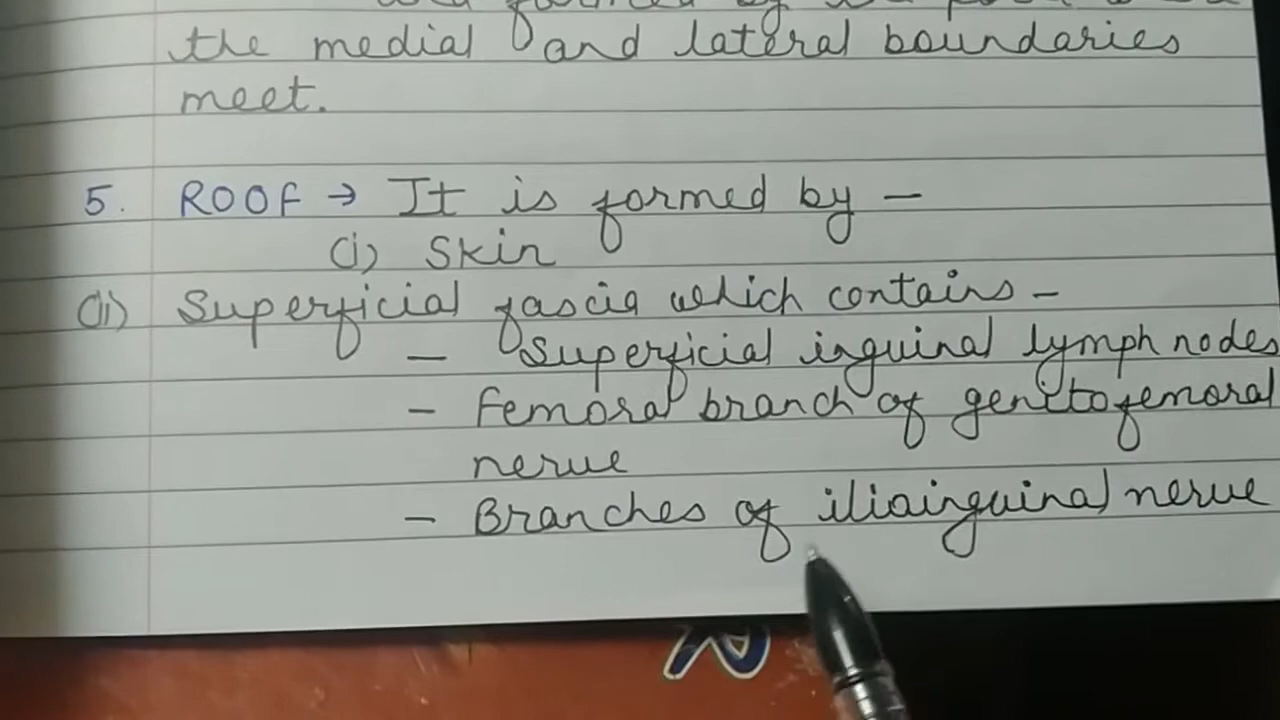 the medial and lateral boundaries
meet.
5. ROOF → It is formed by –
(i) Skin
(ii) Superficial fascia which contains –
– Superficial inguinal lymph nodes
– Femoral branch of genitofemoral
nerve
– Branches of iliainguinal nerve